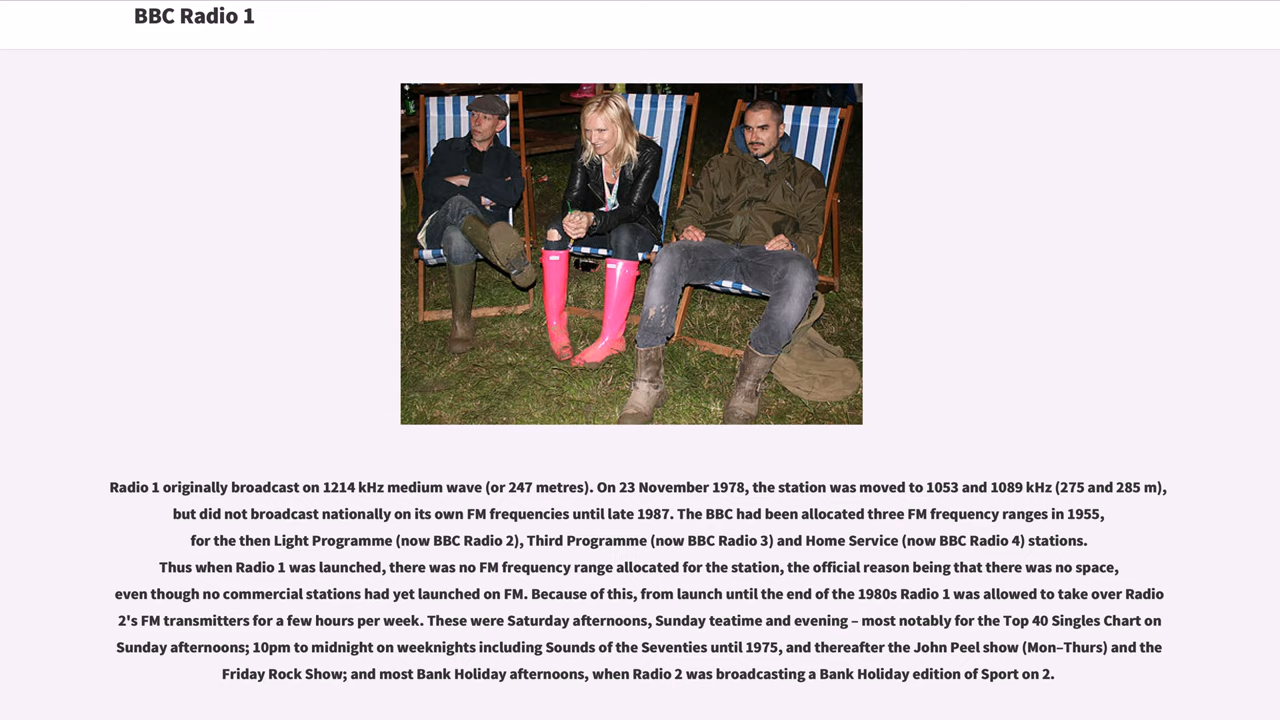 BBC Radio 1
Radio 1 originally broadcast on 1214 kHz medium wave (or 247 metres). On 23 November 1978, the station was moved to 1053 and 1089 kHz (275 and 285 m),
but did not broadcast nationally on its own FM frequencies until late 1987. The BBC had been allocated three FM frequency ranges in 1955,
for the then Light Programme (now BBC Radio 2), Third Programme (now BBC Radio 3) and Home Service (now BBC Radio 4) stations.
Thus when Radio 1 was launched, there was no FM frequency range allocated for the station, the official reason being that there was no space,
even though no commercial stations had yet launched on FM. Because of this, from launch until the end of the 1980s Radio 1 was allowed to take over Radio
2's FM transmitters for a few hours per week. These were Saturday afternoons, Sunday teatime and evening – most notably for the Top 40 Singles Chart on
Sunday afternoons; 10pm to midnight on weeknights including Sounds of the Seventies until 1975, and thereafter the John Peel show (Mon–Thurs) and the
Friday Rock Show; and most Bank Holiday afternoons, when Radio 2 was broadcasting a Bank Holiday edition of Sport on 2.